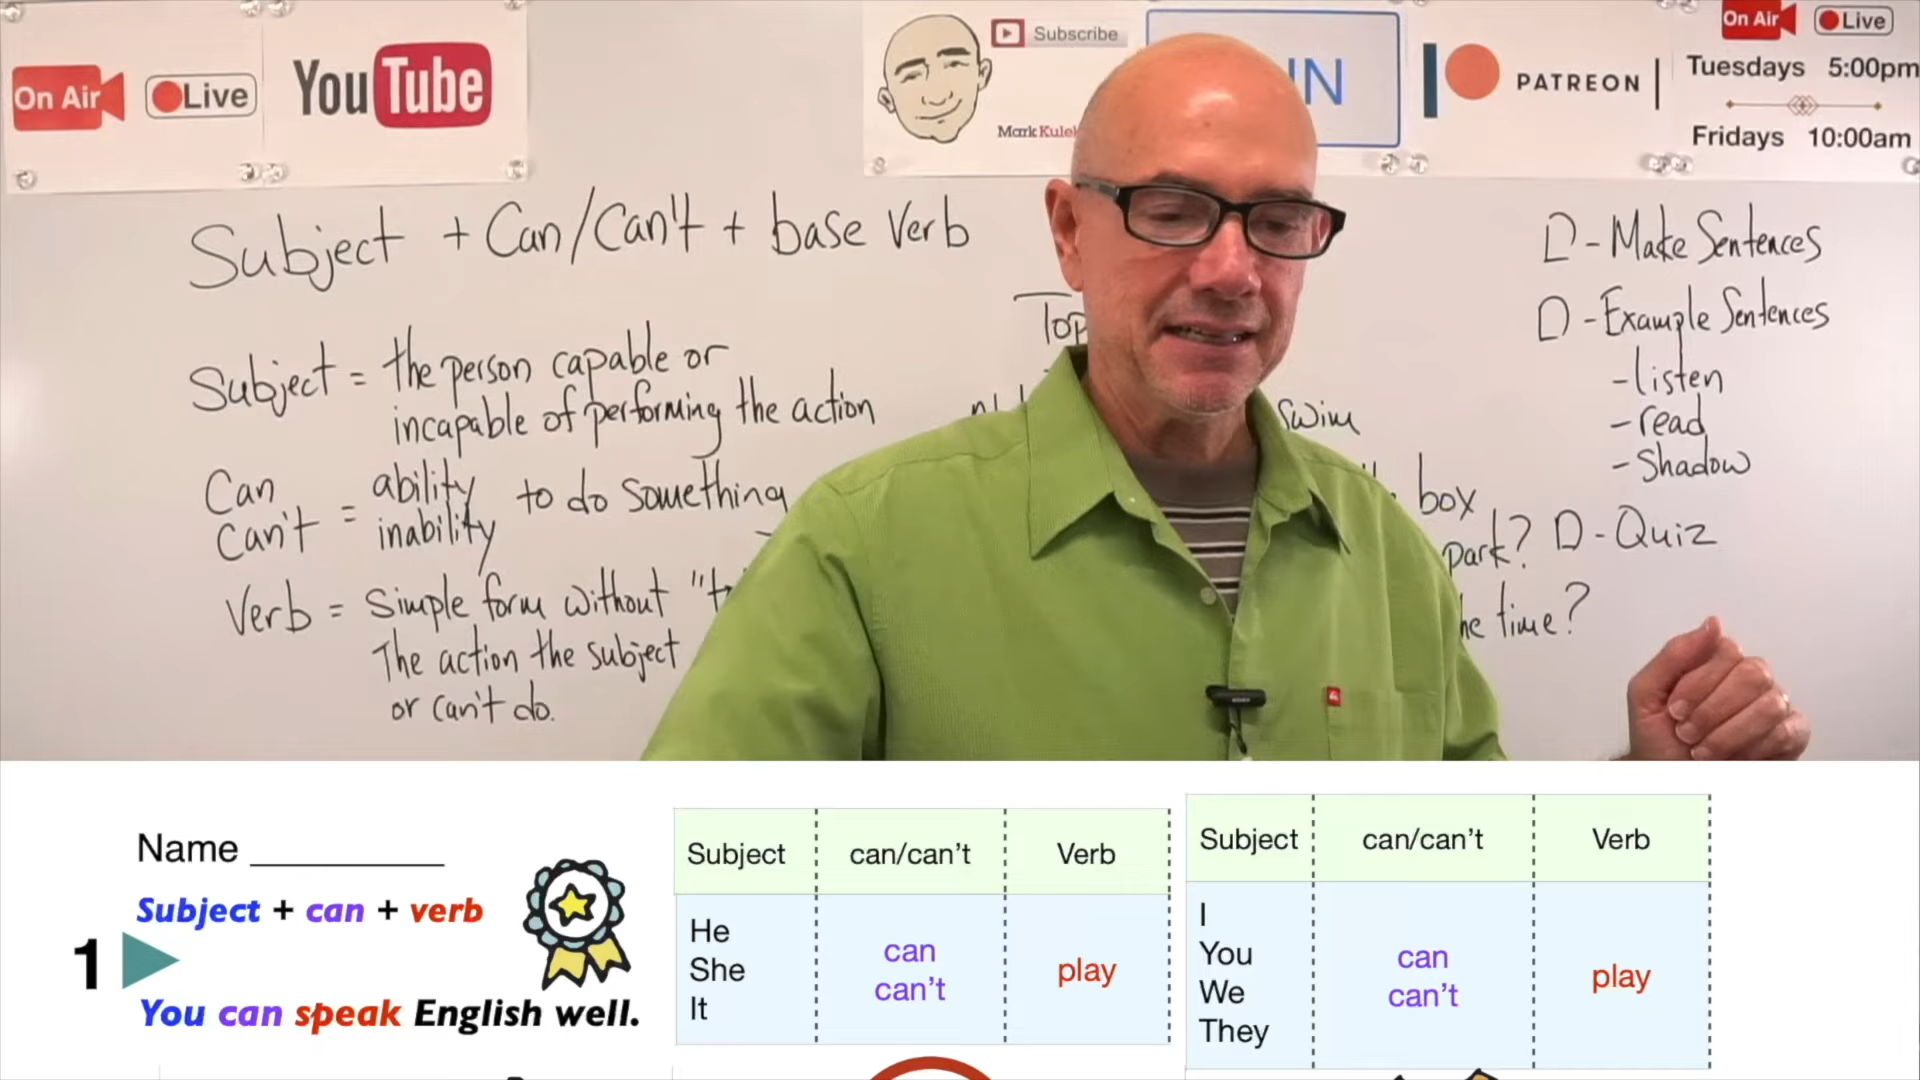 On Air
Live
YouTube
Subscribe
Mark Kulek
IN
PATREON
On Air
Live
Tuesdays 5:00pm
Fridays 10:00am
Subject + Can/Can't + base Verb
Subject = the person capable or
incapable of performing the action
Can
Can't = ability
inability to do something
Verb = Simple form without "t
The action the subject
or can't do.
Top
swim
box
park?
he time?
D - Make Sentences
D - Example Sentences
- listen
- read
- Shadow
D - Quiz
Name __________
Subject + can + verb
1
You can speak English well.
Subject can/can't Verb
He
She
It
can
can't
play
Subject can/can't Verb
I
You
We
They
can
can't
play